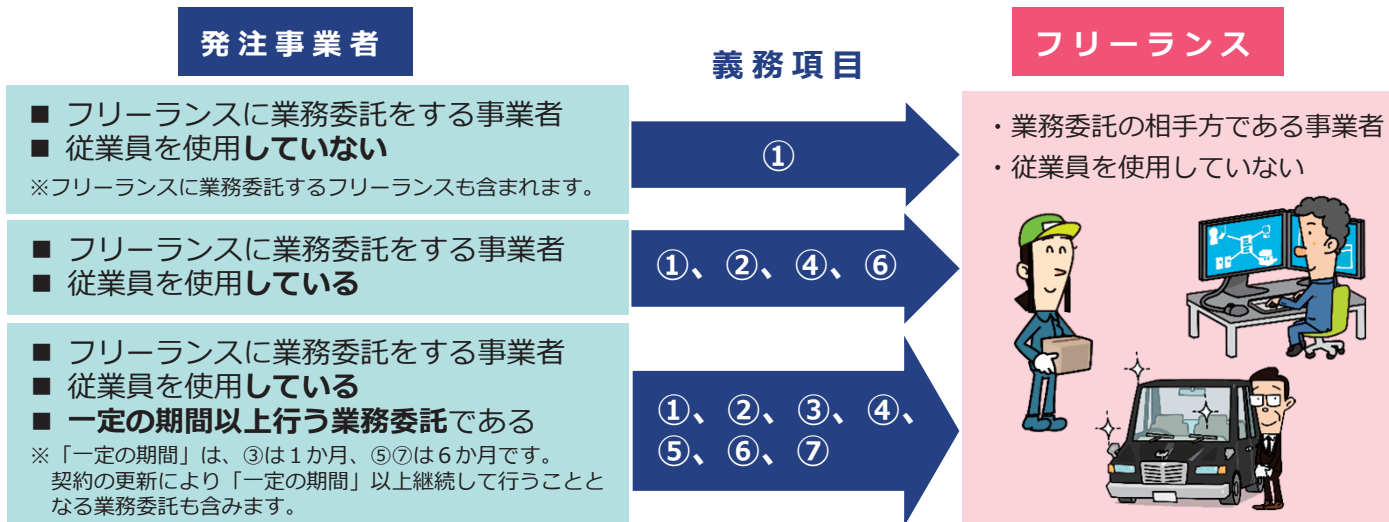 発注事業者
義務項目
フリーランス
■ フリーランスに業務委託をする事業者
■ 従業員を使用していない
※フリーランスに業務委託するフリーランスも含まれます。
①
・業務委託の相手方である事業者
・従業員を使用していない
■ フリーランスに業務委託をする事業者
■ 従業員を使用している
①、②、④、⑥
■ フリーランスに業務委託をする事業者
■ 従業員を使用している
■ 一定の期間以上行う業務委託である
※「一定の期間」は、③は１か月、⑤⑦は６か月です。
契約の更新により「一定の期間」以上継続して行うことと
なる業務委託も含みます。
①、②、③、④、
⑤、⑥、⑦